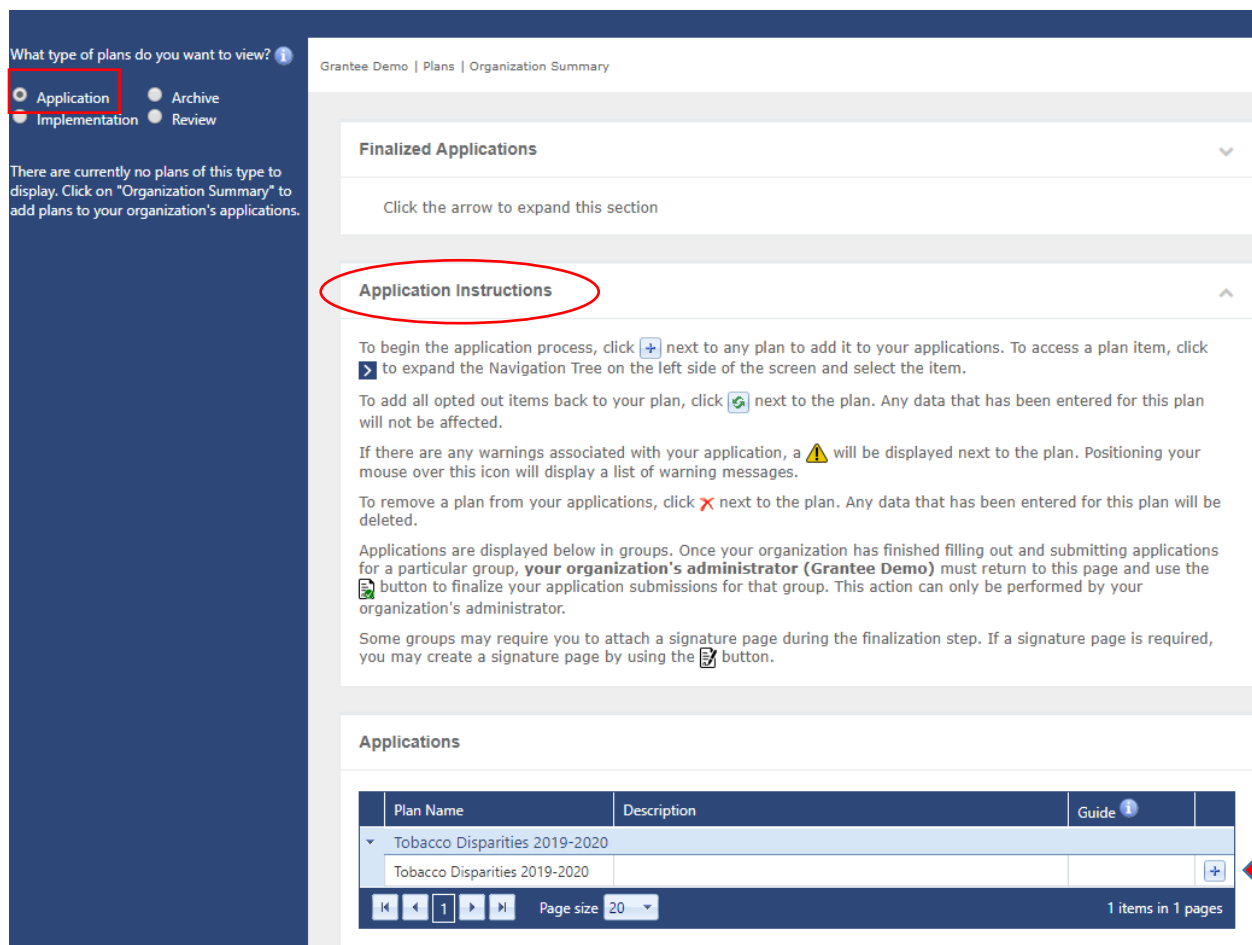 What type of plans do you want to view?
Application
Archive
Implementation
Review
There are currently no plans of this type to
display. Click on "Organization Summary" to
add plans to your organization's applications.
Grantee Demo | Plans | Organization Summary
Finalized Applications
Click the arrow to expand this section
Application Instructions
To begin the application process, click next to any plan to add it to your applications. To access a plan item, click
to expand the Navigation Tree on the left side of the screen and select the item.
To add all opted out items back to your plan, click next to the plan. Any data that has been entered for this plan
will not be affected.
If there are any warnings associated with your application, a will be displayed next to the plan. Positioning your
mouse over this icon will display a list of warning messages.
To remove a plan from your applications, click next to the plan. Any data that has been entered for this plan will be
deleted.
Applications are displayed below in groups. Once your organization has finished filling out and submitting applications
for a particular group, your organization's administrator (Grantee Demo) must return to this page and use the
button to finalize your application submissions for that group. This action can only be performed by your
organization's administrator.
Some groups may require you to attach a signature page during the finalization step. If a signature page is required,
you may create a signature page by using the button.
Applications
Plan Name Description Guide
Tobacco Disparities 2019-2020
Tobacco Disparities 2019-2020
1 Page size 20 1 items in 1 pages